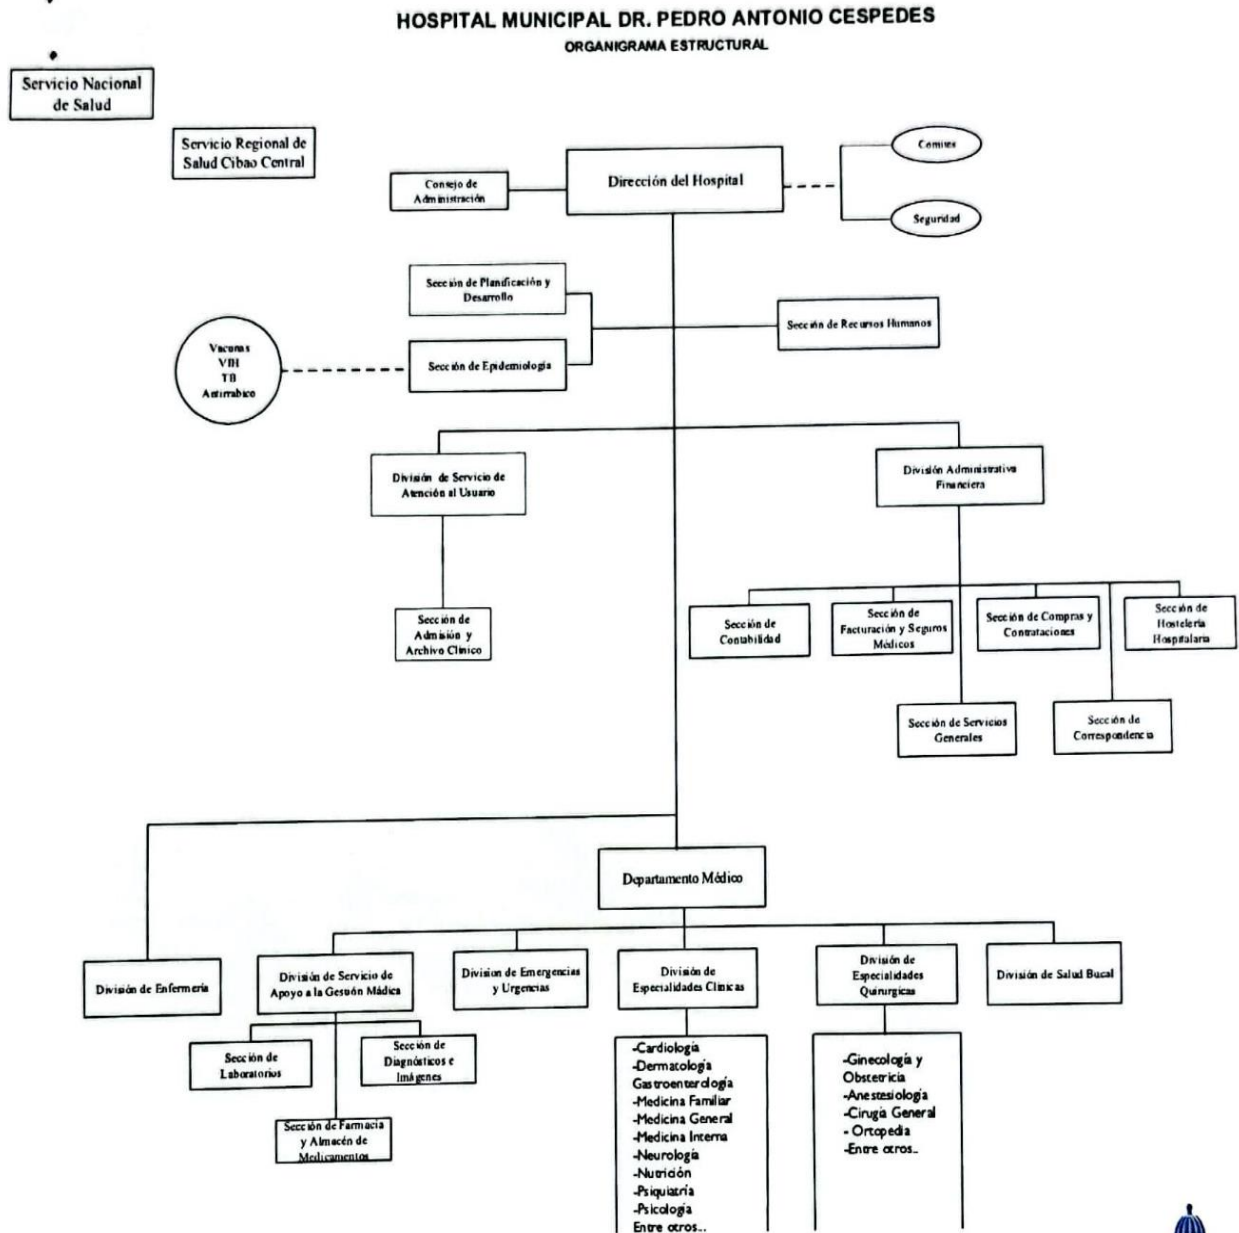 HOSPITAL MUNICIPAL DR. PEDRO ANTONIO CESPEDES
ORGANIGRAMA ESTRUCTURAL
Servicio Nacional
de Salud
Servicio Regional de
Salud Cibao Central
Consejo de
Administración
Dirección del Hospital
Comites
Seguridad
Sección de Planificación y
Desarrollo
Sección de Recursos Humanos
Vacunas
VIH
TB
Antirrabico
Sección de Epidemiología
División de Servicio de
Atención al Usuario
División Administrativa
Financiera
Sección de
Admisión y
Archivo Clínico
Sección de
Contabilidad
Sección de
Facturación y Seguros
Médicos
Sección de Compras y
Contrataciones
Sección de
Hostelería
Hospitalaria
Sección de Servicios
Generales
Sección de
Correspondencia
Departamento Médico
División de Enfermería
División de Servicio de
Apoyo a la Gestión Mádica
Division de Emergencias
y Urgencias
División de
Especialidades Clínicas
División de
Especialidades
Quirurgicas
División de Salud Bucal
Sección de
Laboratorios
Sección de
Diagnósticos e
Imágenes
Sección de Farmacia
y Almacén de
Medicamentos
-Cardiología
-Dermatología
Gastroenterología
-Medicina Familiar
-Medicina General
-Medicina Interna
-Neurología
-Nutrición
-Psiquiatría
-Psicología
Entre otros...
-Ginecología y
Obstetricia
-Anestesiología
-Cirugía General
- Ortopedia
-Entre otros...